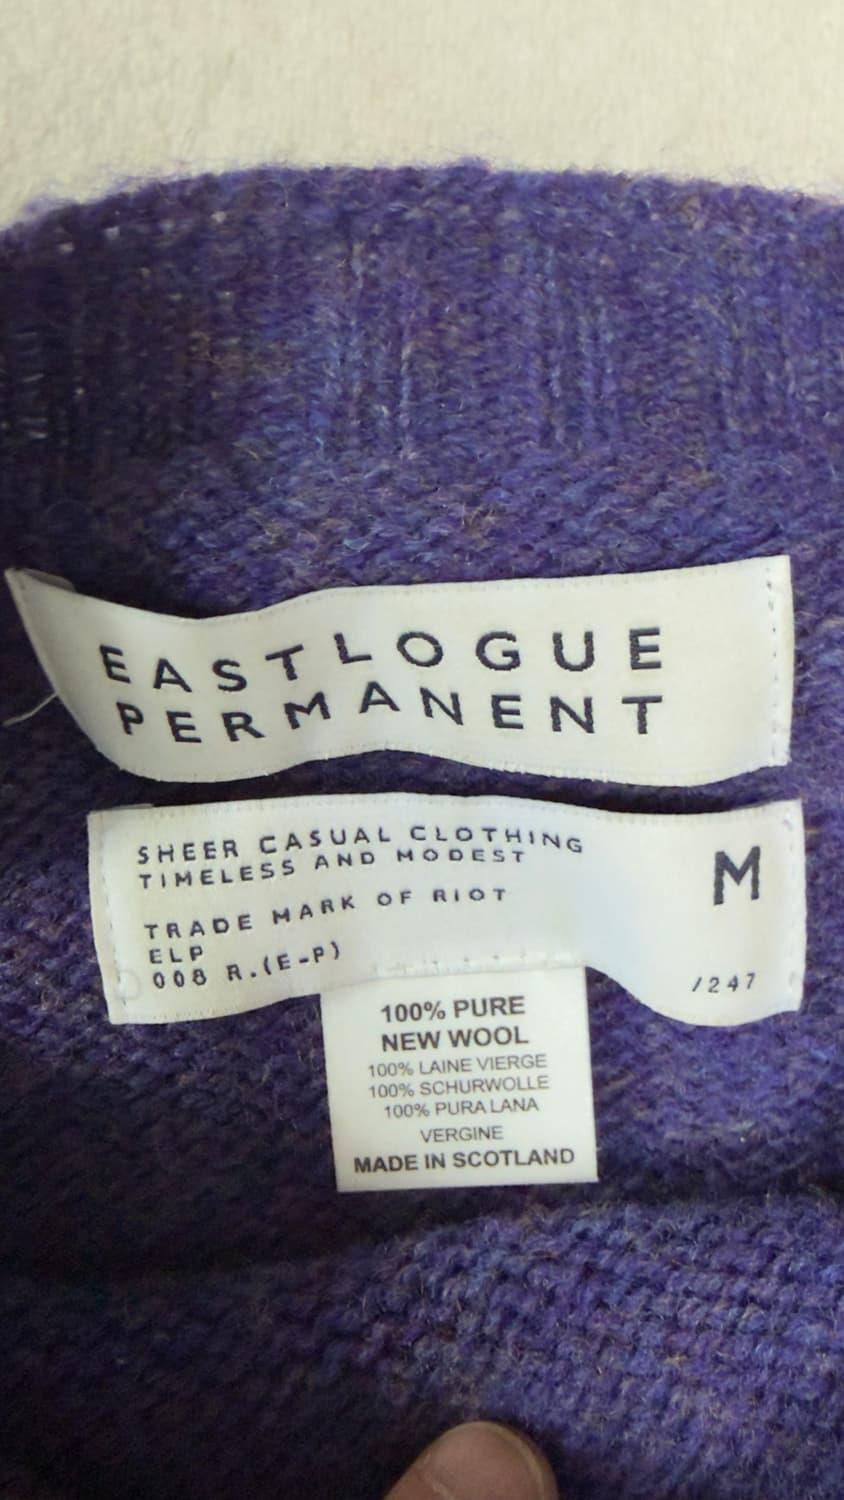 EASTLOGUE
PERMANENT
SHEER CASUAL CLOTHING
TIMELESS AND MODEST
M
TRADE MARK OF RIOT
ELP
008 R.(E-P)
/247
100% PURE
NEW WOOL
100% LAINE VIERGE
100% SCHURWOLLE
100% PURA LANA
VERGINE
MADE IN SCOTLAND